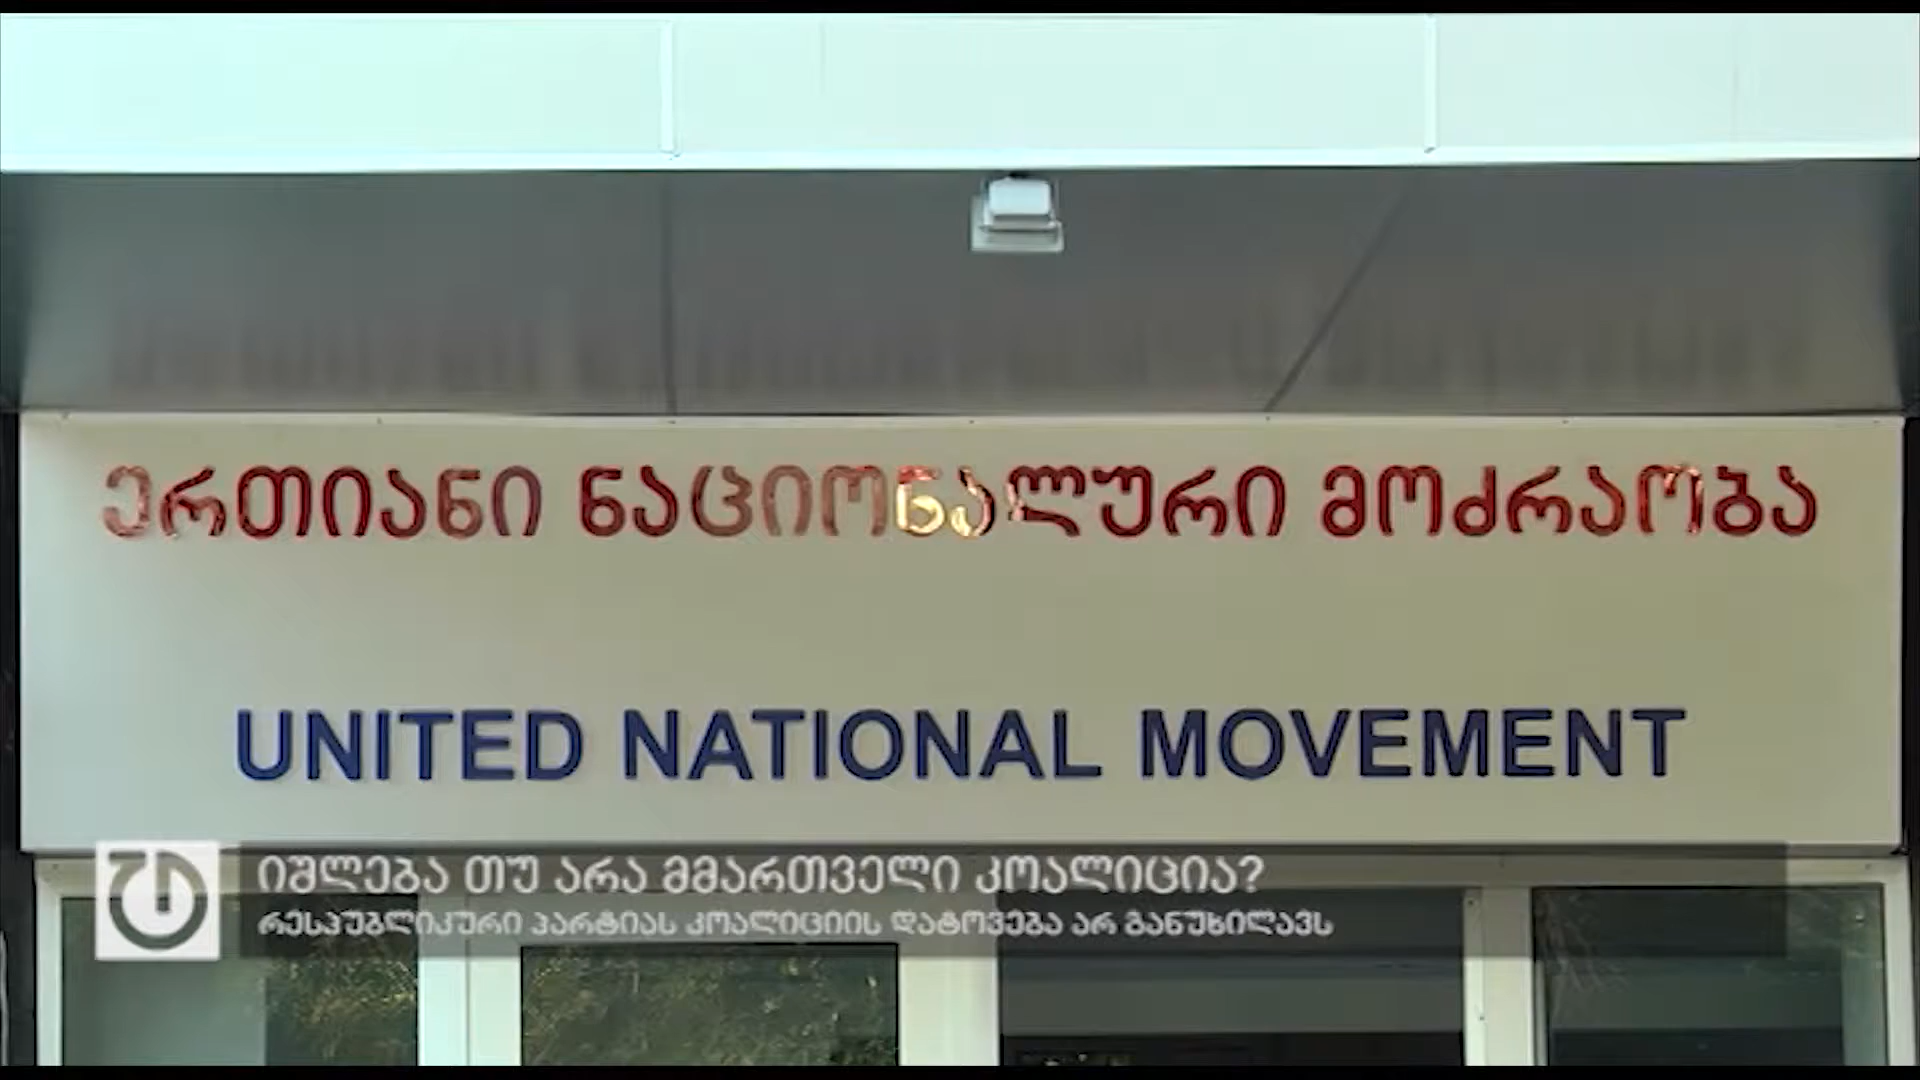 ერთიანი ნაციონალური მოძრაობა
UNITED NATIONAL MOVEMENT
იშლება თუ არა მმართველი კოალიცია?
რესპუბლიკური პარტიას კოალიციის დატოვება არ განუხილავს